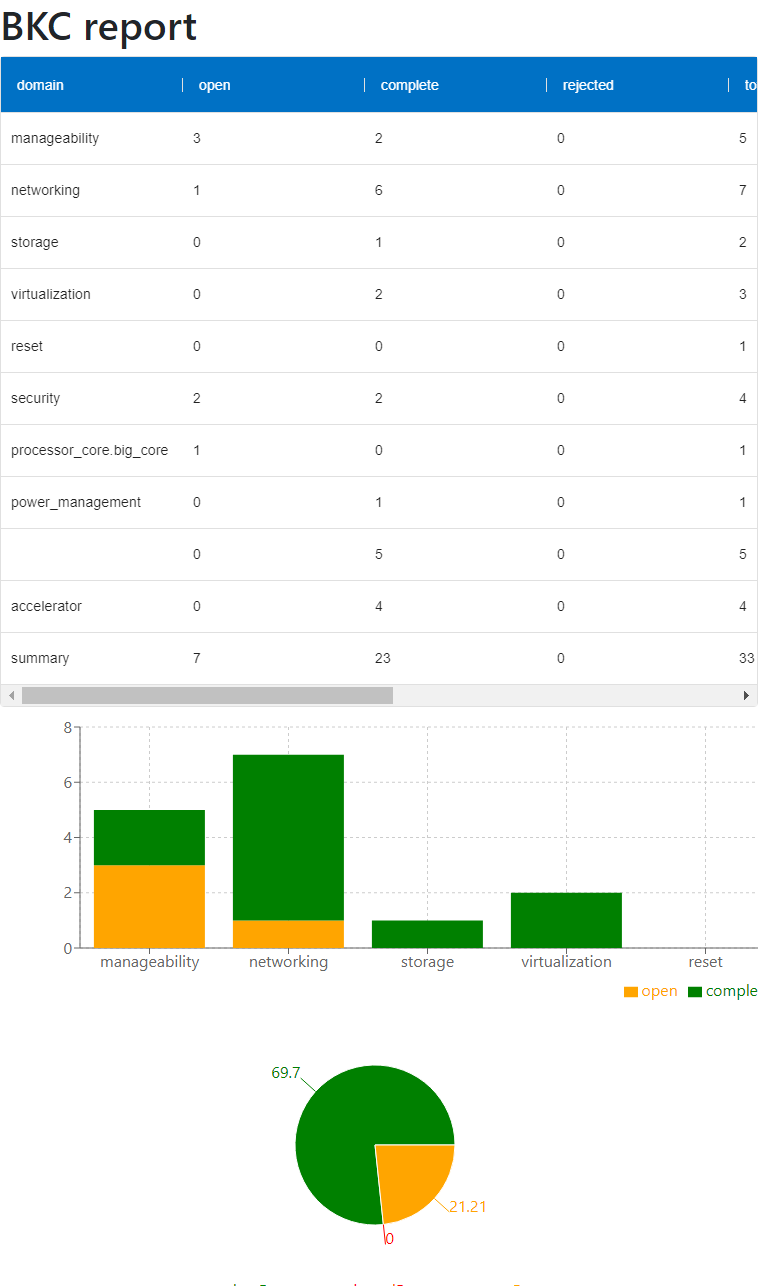 BKC report
domain open complete rejected to
manageability 3 2 0 5
networking 1 6 0 7
storage 0 1 0 2
virtualization 0 2 0 3
reset 0 0 0 1
security 2 2 0 4
processor_core.big_core 1 0 0 1
power_management 0 1 0 1
0 5 0 5
accelerator 0 4 0 4
summary 7 23 0 33
8
6
4
2
0
manageability networking storage virtualization reset
open comple
69.7
21.21
0